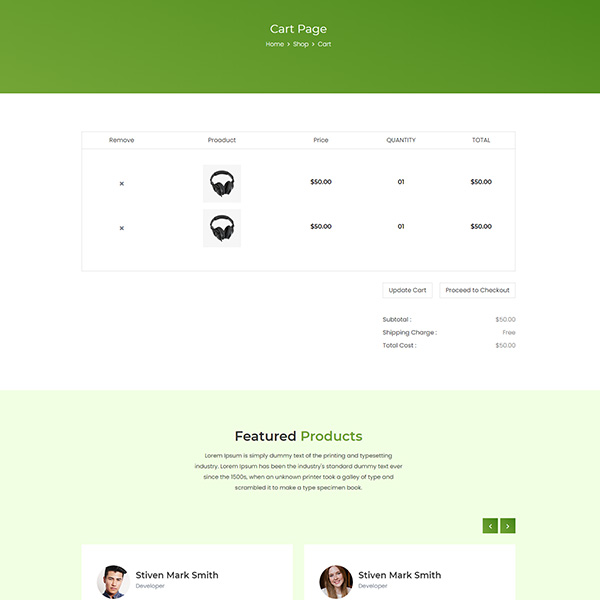 Cart Page
Home > Shop > Cart
Remove Prooduct Price QUANTITY TOTAL
× $50.00 01 $50.00
× $50.00 01 $50.00
Update Cart Proceed to Checkout
Subtotal : $50.00
Shipping Charge : Free
Total Cost : $50.00
Featured Products
Lorem Ipsum is simply dummy text of the printing and typesetting
industry. Lorem Ipsum has been the industry's standard dummy text ever
since the 1500s, when an unknown printer took a galley of type and
scrambled it to make a type specimen book.
‹ ›
Stiven Mark Smith Stiven Mark Smith
Developer Developer